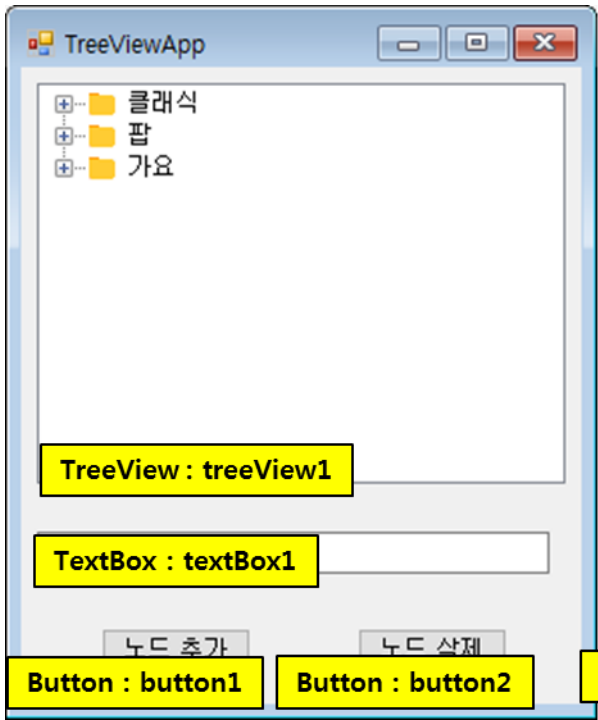 TreeViewApp
클래식
팝
가요
TreeView : treeView1
TextBox : textBox1
노드 추가 노드 삭제
Button : button1 Button : button2